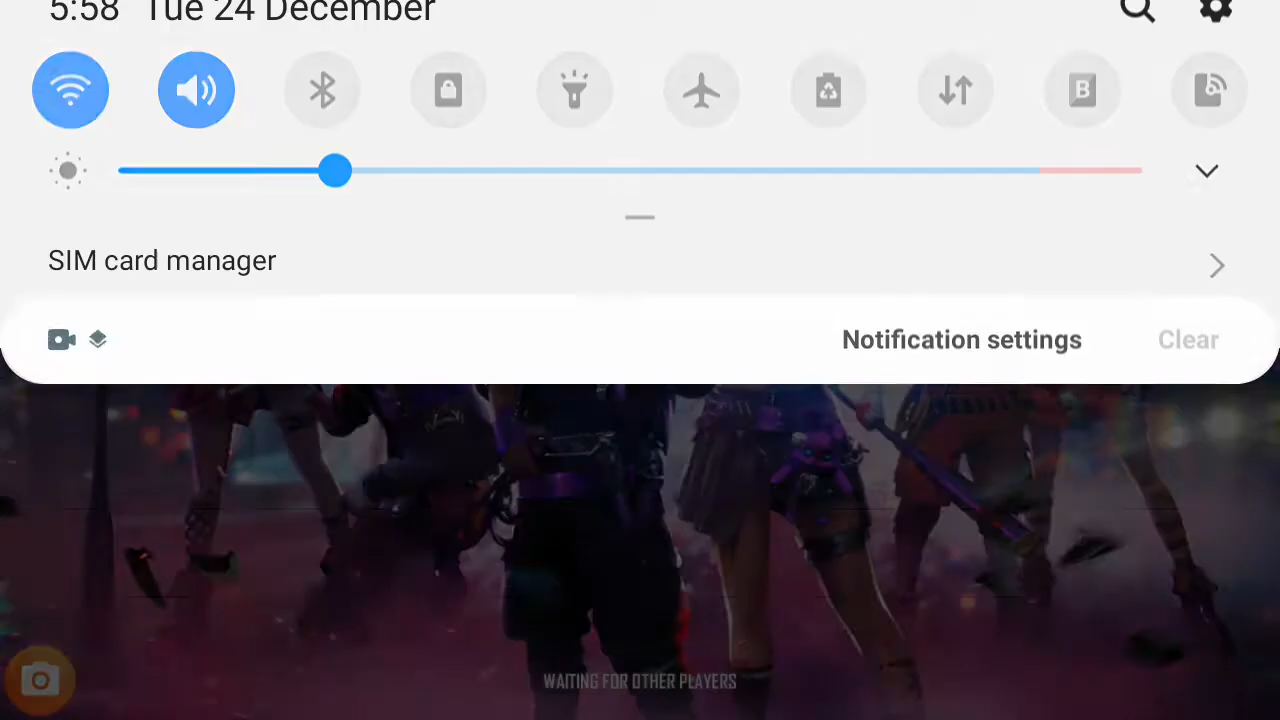 5:58 Tue 24 December
B
SIM card manager
Notification settings Clear
WAITING FOR OTHER PLAYERS